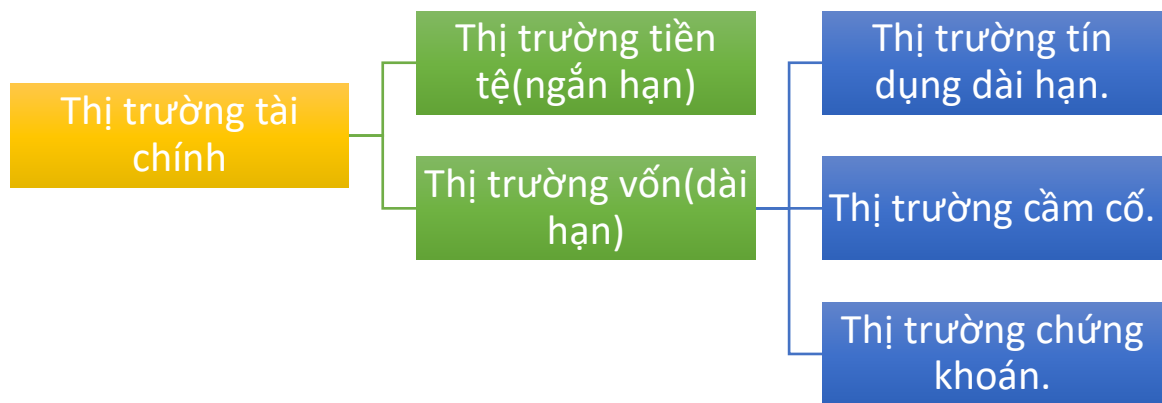 Thị trường tài
chính
Thị trường tiền
tệ(ngắn hạn)
Thị trường vốn(dài
hạn)
Thị trường tín
dụng dài hạn.
Thị trường cầm cố.
Thị trường chứng
khoán.